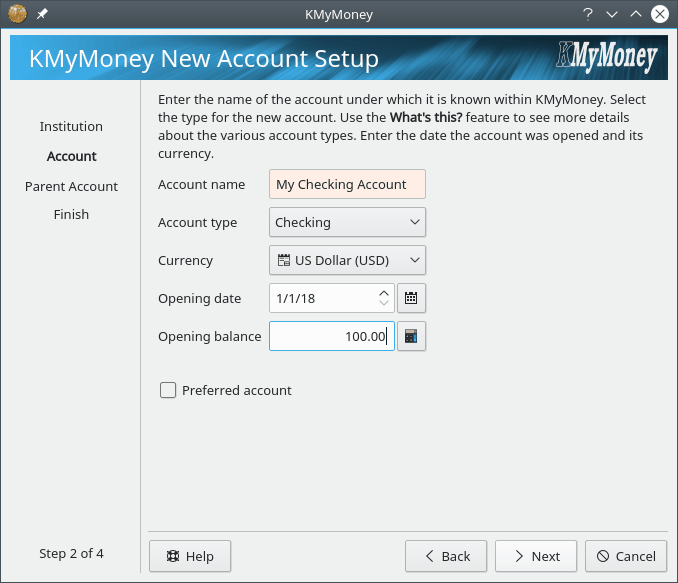 KMyMoney
KMyMoney New Account Setup
KMyMoney
Institution
Account
Parent Account
Finish
Step 2 of 4
Enter the name of the account under which it is known within KMyMoney. Select
the type for the new account. Use the What's this? feature to see more details
about the various account types. Enter the date the account was opened and its
currency.
Account name My Checking Account
Account type Checking
Currency US Dollar (USD)
Opening date 1/1/18
Opening balance 100.00
Preferred account
Help Back Next Cancel